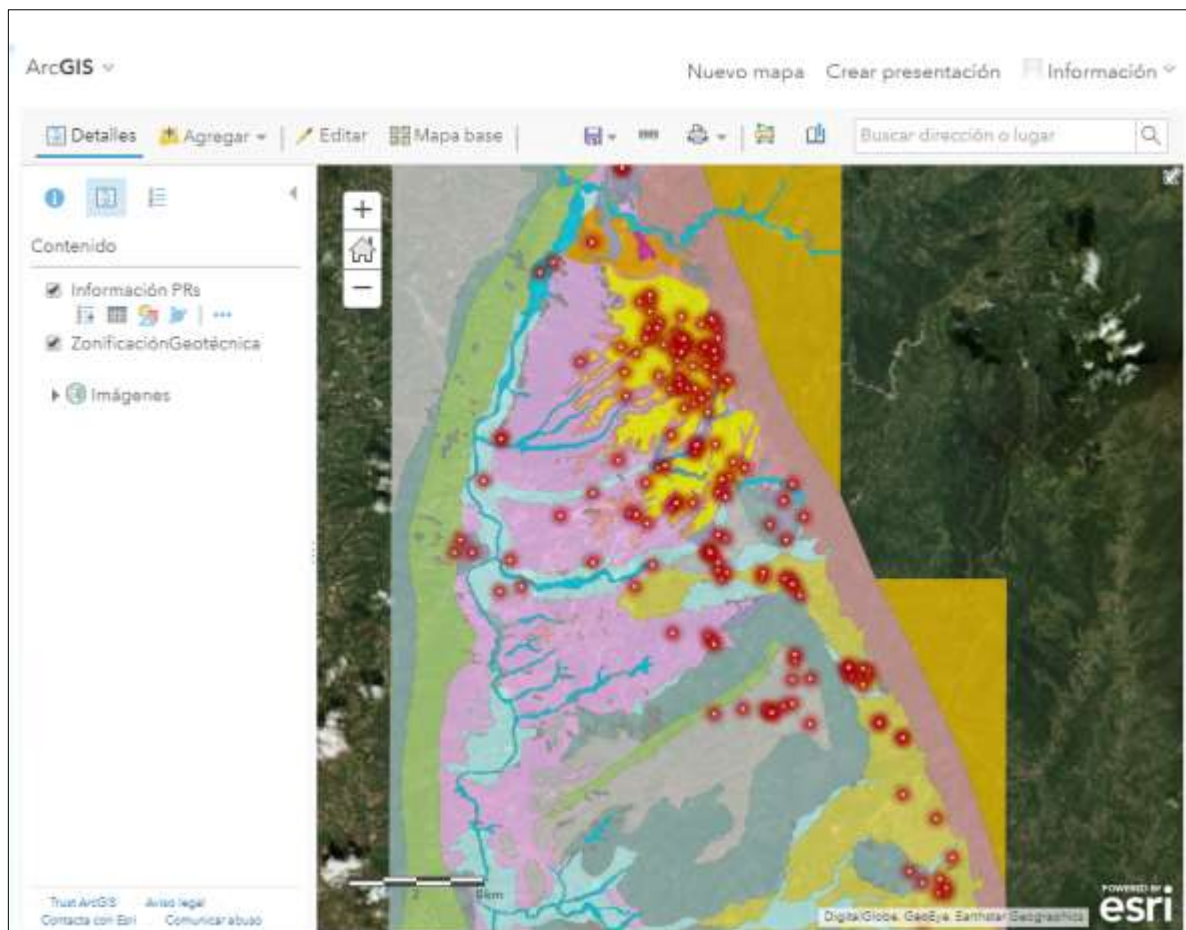 ArcGIS
Nuevo mapa Crear presentación Información
Detalles Agregar Editar Mapa base Buscar dirección o lugar
+
−
Contenido
Información PRs
ZonificaciónGeotécnica
Imágenes
6km
Trust ArcGIS Aviso legal
Contacta con Esri Comunicar abuso
POWERED BY
esri
DigitalGlobe, GeoEye, Earthstar Geographics